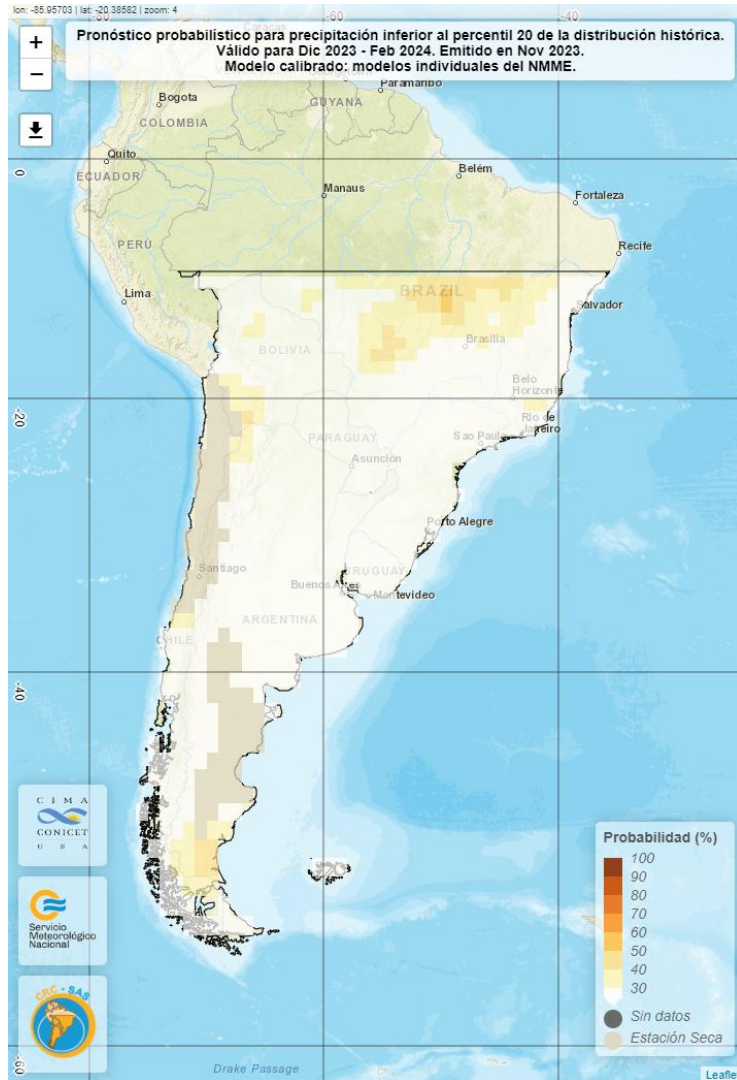 lon: -85.95703 | lat: -20.38582 | zoom: 4
-80
-60
-40
Caracas
+
−
Pronóstico probabilístico para precipitación inferior al percentil 20 de la distribución histórica.
Válido para Dic 2023 - Feb 2024. Emitido en Nov 2023.
Modelo calibrado: modelos individuales del NMME.
Paramaribo
Bogota
GUYANA
COLOMBIA
Quito
0
ECUADOR
Belém
Manaus
Fortaleza
PERU
Recife
Lima
BRAZIL
Salvador
BOLIVIA
Brasilia
Belo
Horizonte
-20
Rio de
Janeiro
PARAGUAY
Sao Paulo
Asunción
Porto Alegre
Santiago
URUGUAY
Buenos Aires
Montevideo
ARGENTINA
CHILE
-40
CIMA
CONICET
UBA
Servicio
Meteorológico
Nacional
CRC - SAS
Probabilidad (%)
100
90
80
70
60
50
40
30
Sin datos
Estación Seca
-60
Drake Passage
Leafle